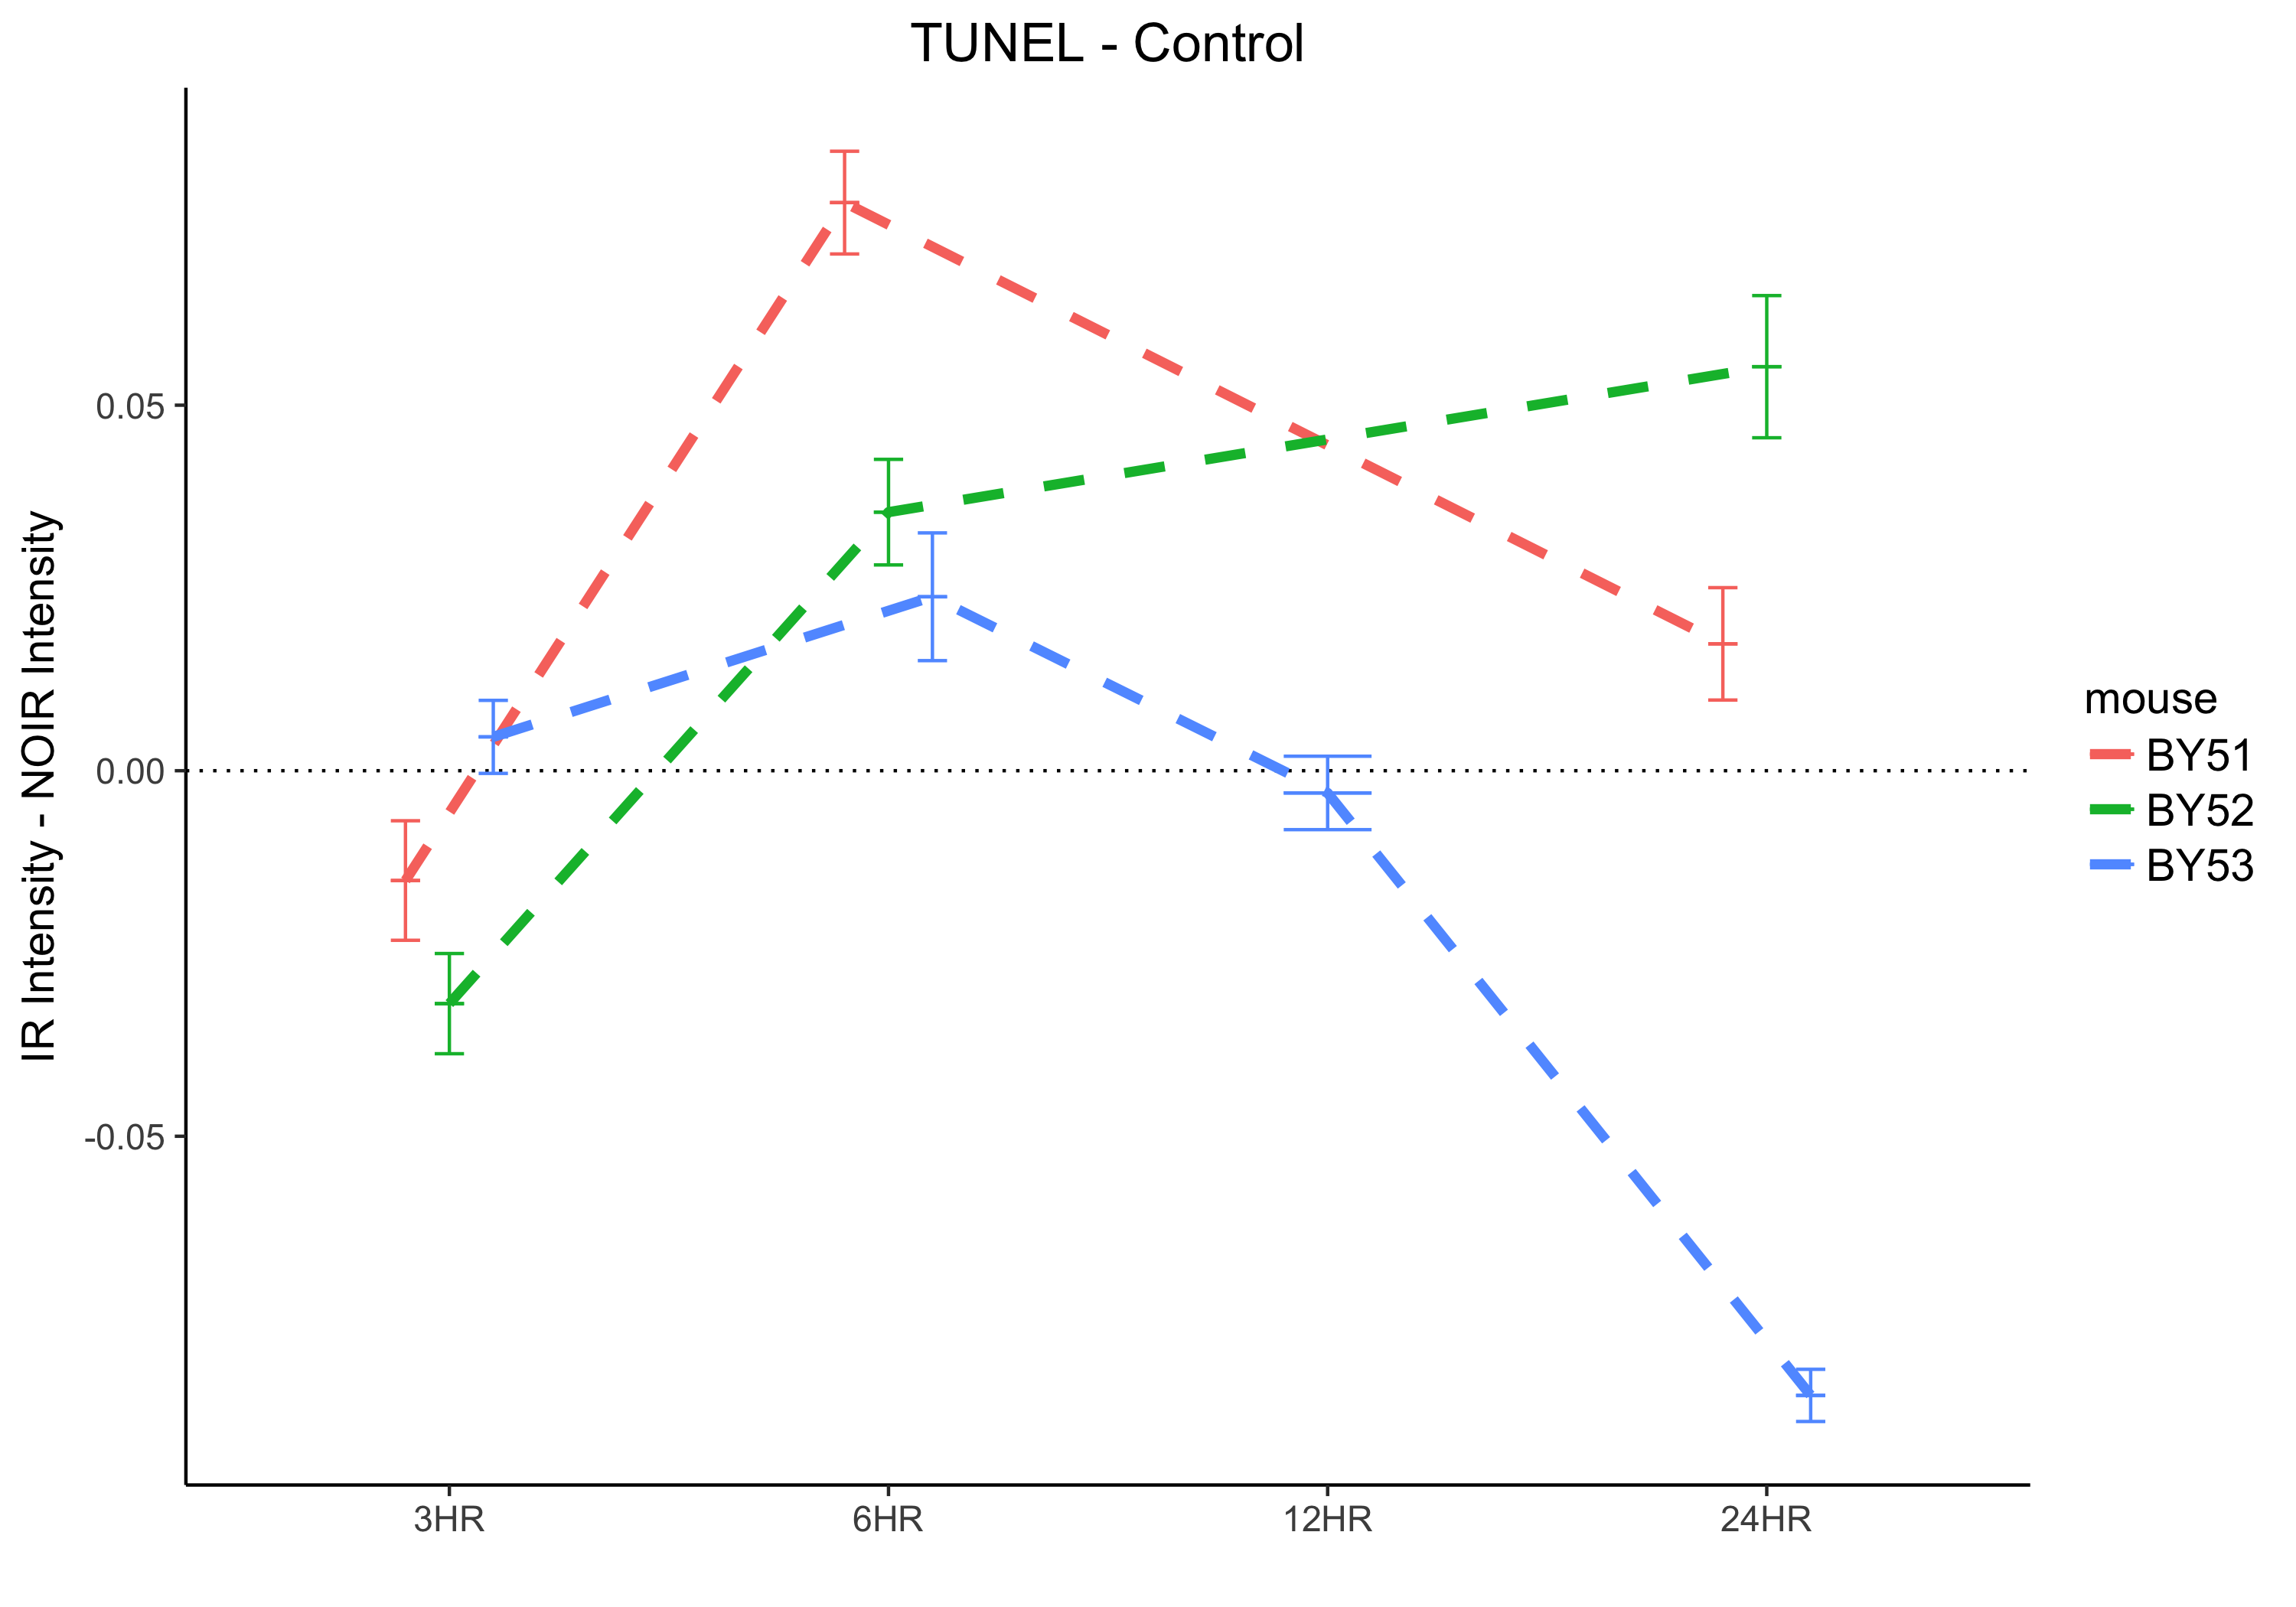 TUNEL - Control
IR Intensity - NOIR Intensity
0.05
0.00
-0.05
3HR
6HR
12HR
24HR
mouse
BY51
BY52
BY53